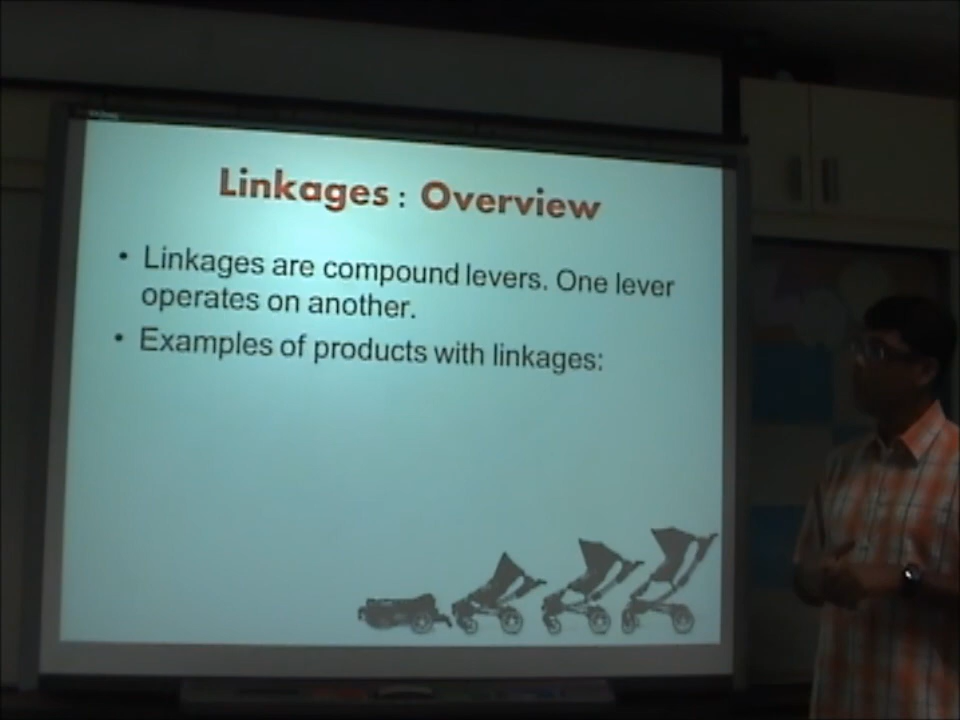 Linkages : Overview
• Linkages are compound levers. One lever
operates on another.
• Examples of products with linkages: